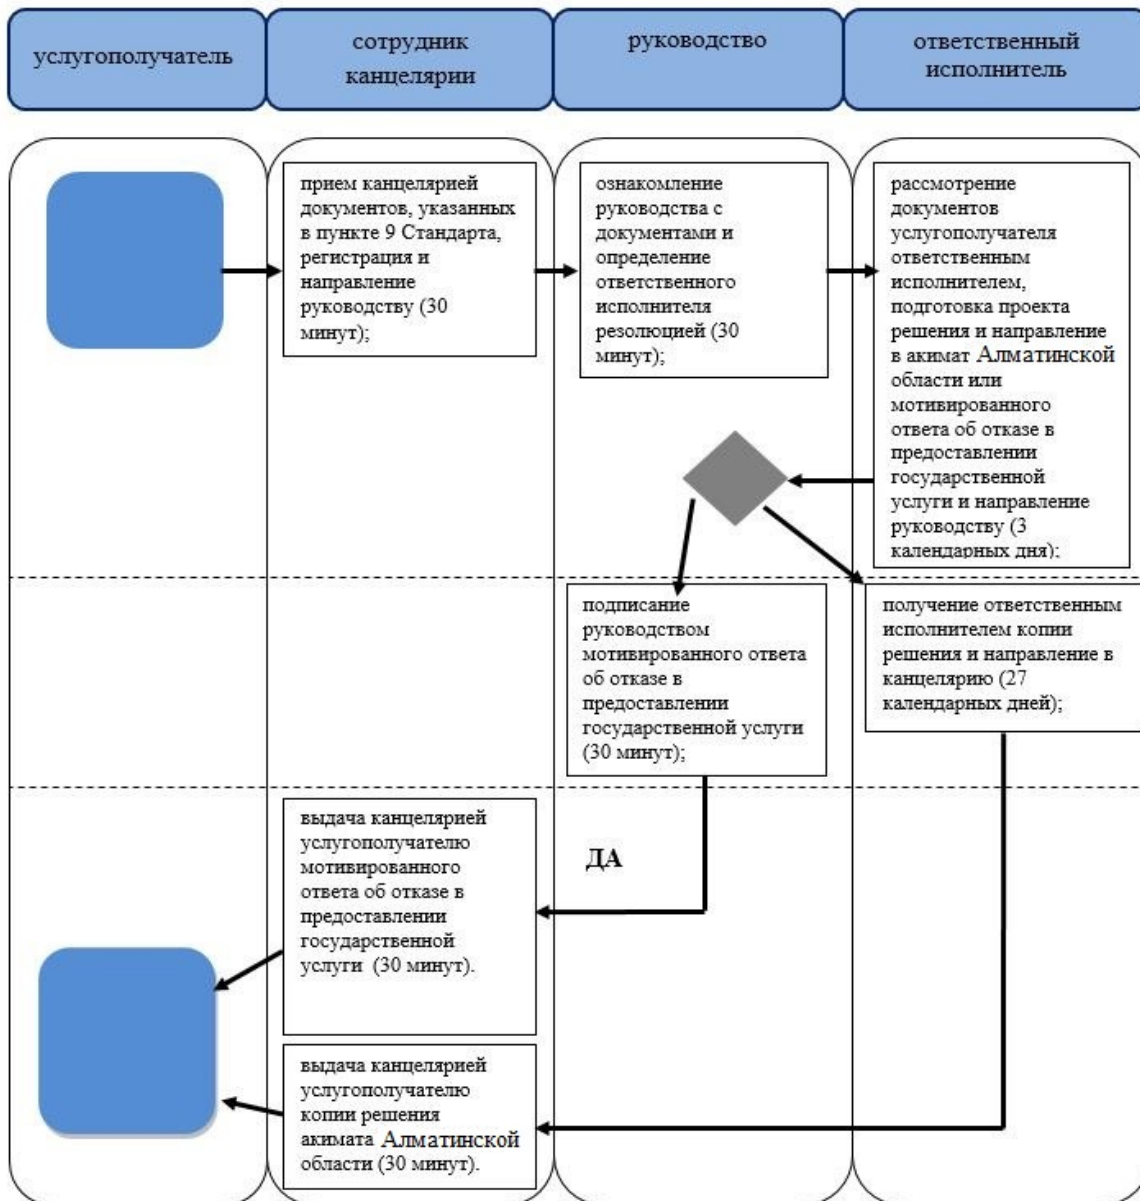 услугополучатель
сотрудник
канцелярии
руководство
ответственный
исполнитель
прием канцелярией
документов, указанных
в пункте 9 Стандарта,
регистрация и
направление
руководству (30
минут);
ознакомление
руководства с
документами и
определение
ответственного
исполнителя
резолюцией (30
минут);
рассмотрение
документов
услугополучателя
ответственным
исполнителем,
подготовка проекта
решения и направление
в акимат Алматинской
области или
мотивированного
ответа об отказе в
предоставлении
государственной
услуги и направление
руководству (3
календарных дня);
подписание
руководством
мотивированного ответа
об отказе в
предоставлении
государственной услуги
(30 минут);
получение ответственным
исполнителем копии
решения и направление в
канцелярию (27
календарных дней);
выдача канцелярией
услугополучателю
мотивированного
ответа об отказе в
предоставлении
государственной
услуги (30 минут).
ДА
выдача канцелярией
услугополучателю
копии решения
акимата Алматинской
области (30 минут).